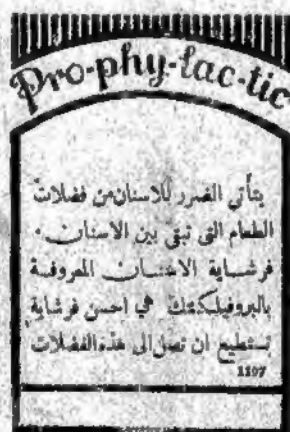 Pro-phy-lac-tic
يتأتى الضرر للاسنان من فضلات
الطعام التي تبقى بين الاسنان .
فرشاية الاسنان المعروفة
بالبروفيلكتك هي احسن فرشاية
تستطيع ان تصل الى هذه الفضلات
1197